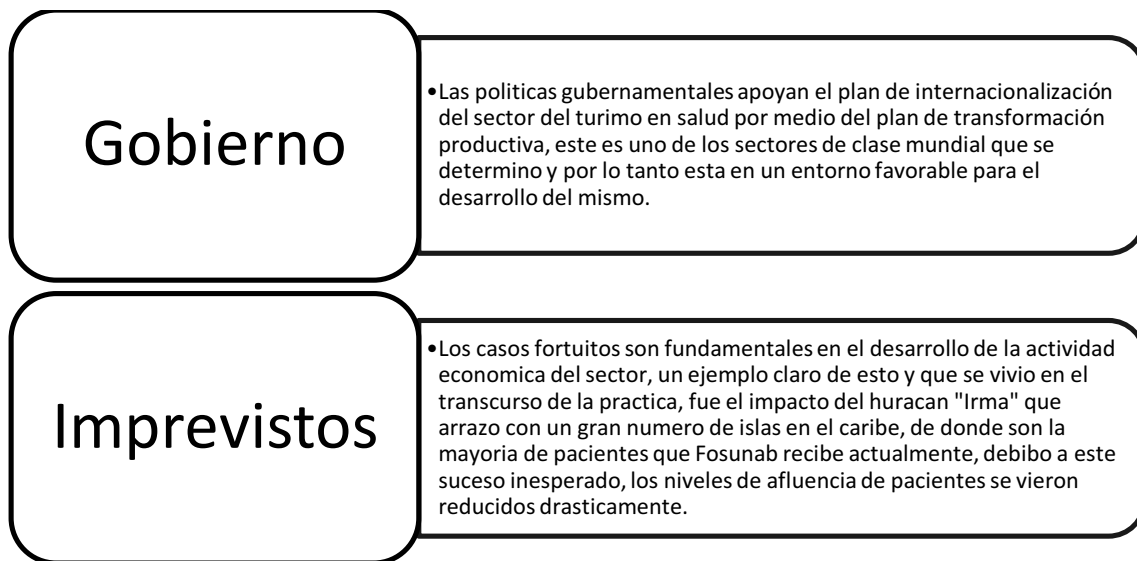 Gobierno
•Las politicas gubernamentales apoyan el plan de internacionalización
del sector del turimo en salud por medio del plan de transformación
productiva, este es uno de los sectores de clase mundial que se
determino y por lo tanto esta en un entorno favorable para el
desarrollo del mismo.
Imprevistos
•Los casos fortuitos son fundamentales en el desarrollo de la actividad
economica del sector, un ejemplo claro de esto y que se vivio en el
transcurso de la practica, fue el impacto del huracan "Irma" que
arrazo con un gran numero de islas en el caribe, de donde son la
mayoria de pacientes que Fosunab recibe actualmente, debibo a este
suceso inesperado, los niveles de afluencia de pacientes se vieron
reducidos drasticamente.